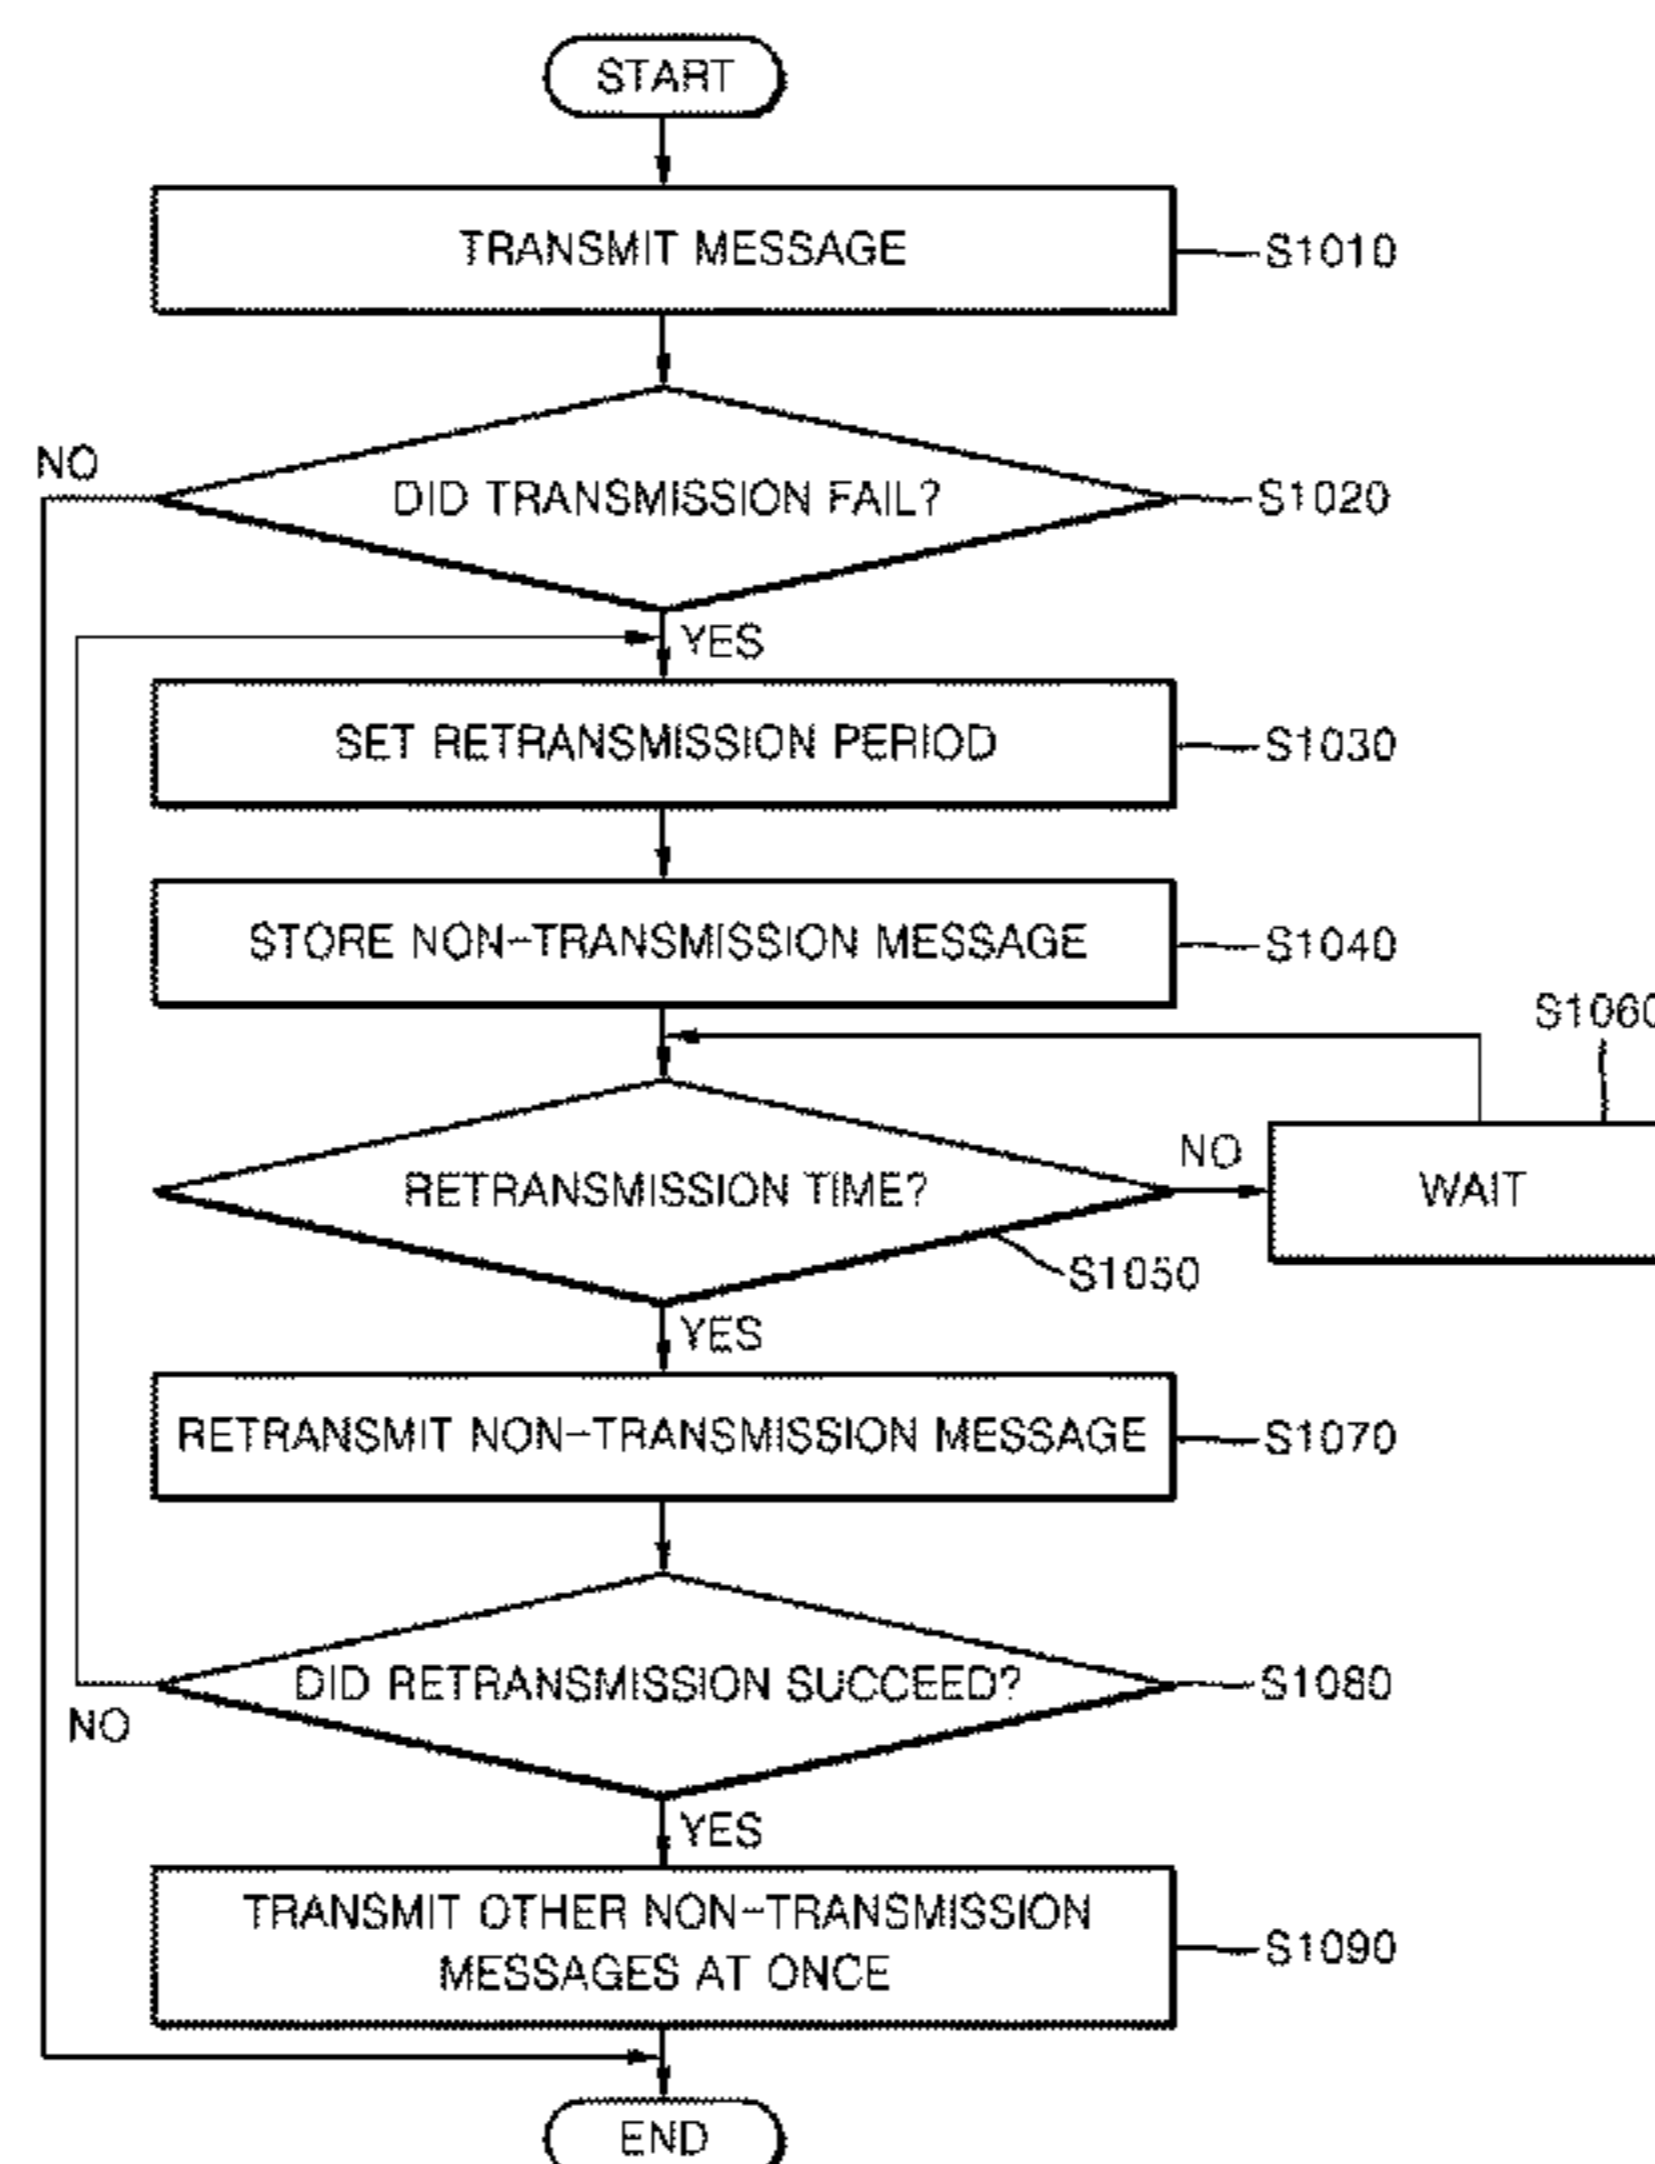 START
TRANSMIT MESSAGE
S1010
NO
DID TRANSMISSION FAIL?
S1020
YES
SET RETRANSMISSION PERIOD
S1030
STORE NON-TRANSMISSION MESSAGE
S1040
S1060
RETRANSMISSION TIME?
NO
WAIT
S1050
YES
RETRANSMIT NON-TRANSMISSION MESSAGE
S1070
DID RETRANSMISSION SUCCEED?
S1080
NO
YES
TRANSMIT OTHER NON-TRANSMISSION
MESSAGES AT ONCE
S1090
END